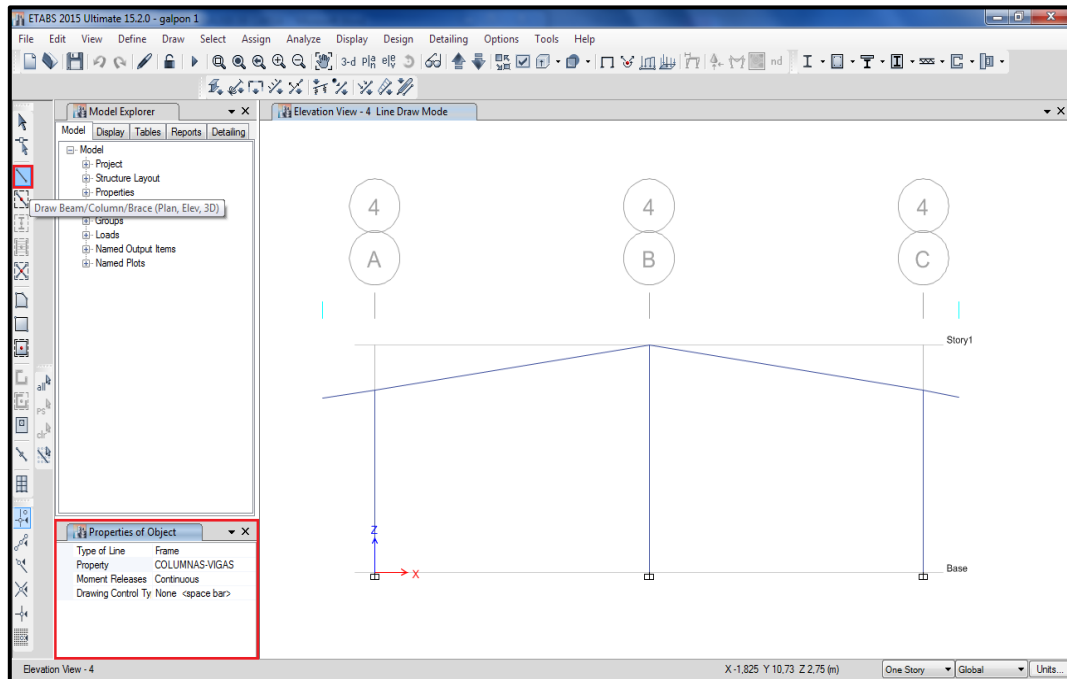 ETABS 2015 Ultimate 15.2.0 - galpon 1
File Edit View Define Draw Select Assign Analyze Display Design Detailing Options Tools Help
3-d nd
Model Explorer
Model Display Tables Reports Detailing
Model
Project
Structure Layout
Properties
Draw Beam/Column/Brace (Plan, Elev, 3D)
Groups
Loads
Named Output Items
Named Plots
all
ps
clr
Properties of Object
Type of Line Frame
Property COLUMNAS-VIGAS
Moment Releases Continuous
Drawing Control Ty None <space bar>
Elevation View - 4 Line Draw Mode
4 4 4
A B C
Story1
Z
X
Base
Elevation View - 4
X -1,825 Y 10,73 Z 2,75 (m)
One Story Global Units...